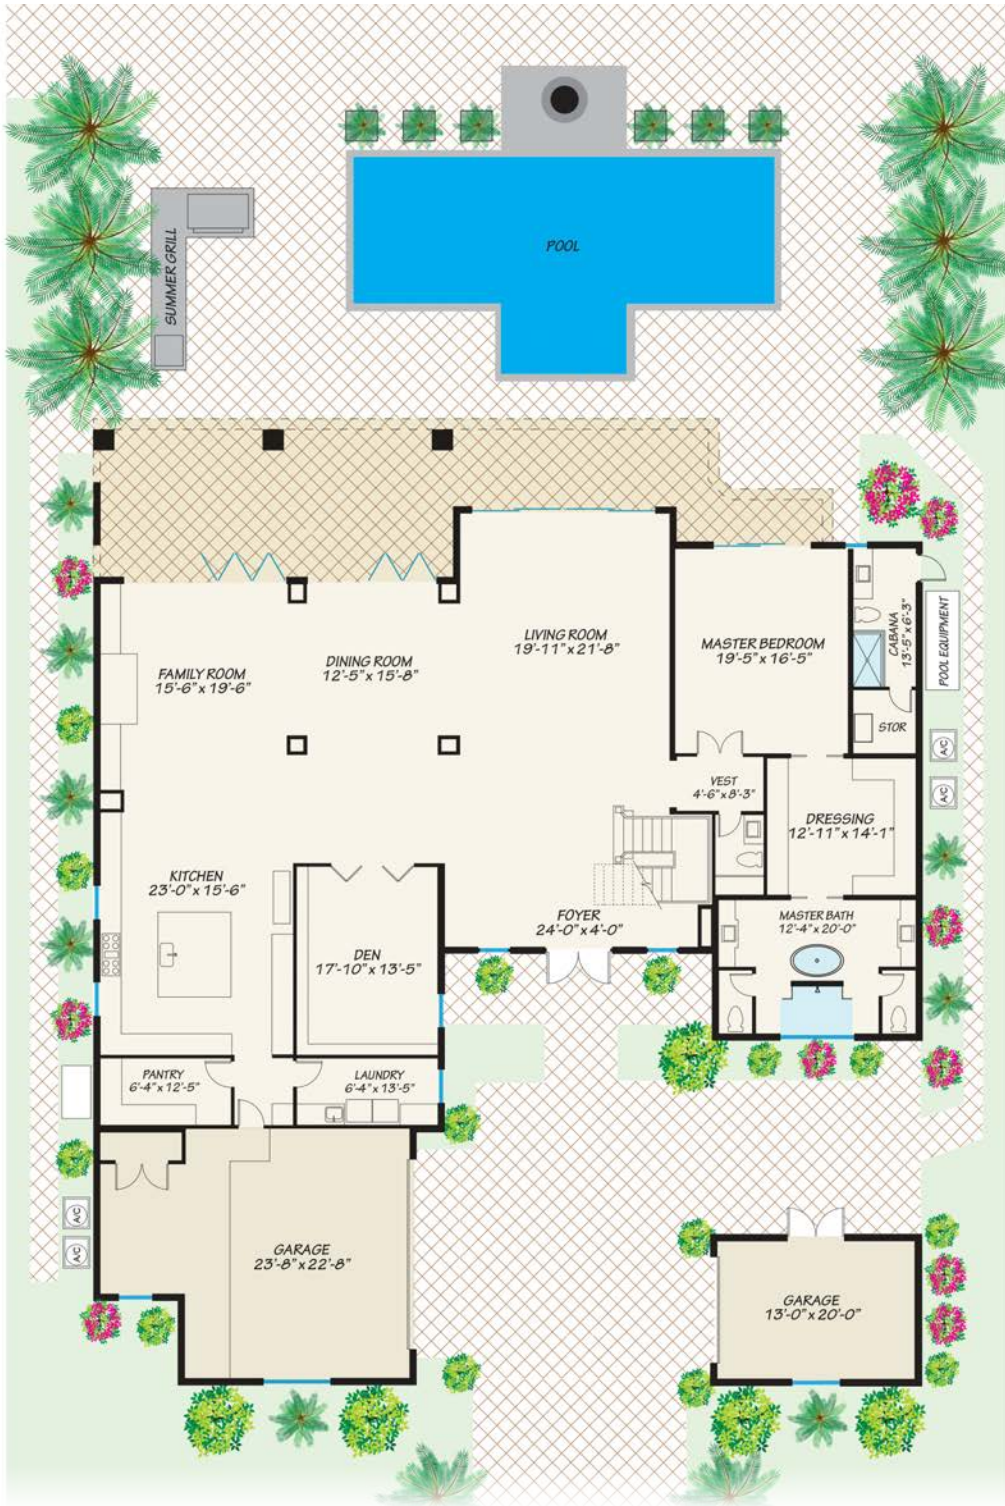 POOL
SUMMER GRILL
LIVING ROOM
19'-11" x 21'-8"
MASTER BEDROOM
19'-5" x 16'-5"
CABANA
13'-5" x 6'-3"
POOL EQUIPMENT
DINING ROOM
12'-5" x 15'-8"
FAMILY ROOM
15'-6" x 19'-6"
STOR
A/C
A/C
VEST
4'-6" x 8'-3"
DRESSING
12'-11" x 14'-1"
KITCHEN
23'-0" x 15'-6"
FOYER
24'-0" x 4'-0"
MASTER BATH
12'-4" x 20'-0"
DEN
17'-10" x 13'-5"
PANTRY
6'-4" x 12'-5"
LAUNDRY
6'-4" x 13'-5"
A/C
A/C
GARAGE
23'-8" x 22'-8"
GARAGE
13'-0" x 20'-0"